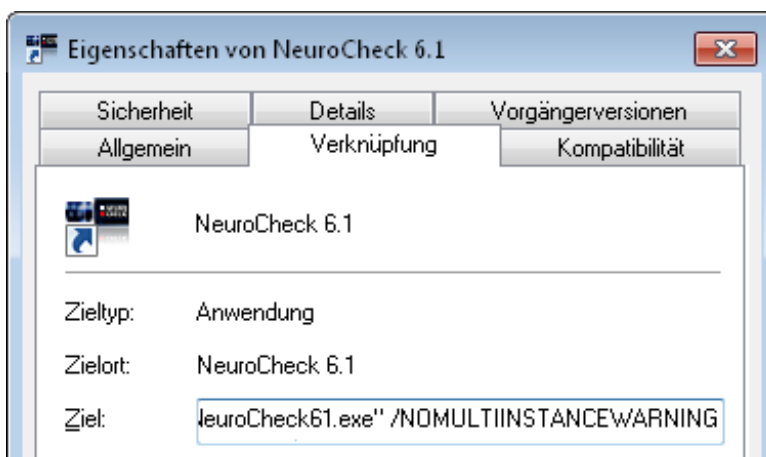 Eigenschaften von NeuroCheck 6.1
Sicherheit Details Vorgängerversionen
Allgemein Verknüpfung Kompatibilität
NeuroCheck 6.1
Zieltyp: Anwendung
Zielort: NeuroCheck 6.1
Ziel: leuroCheck61.exe" /NOMULTIINSTANCEWARNING